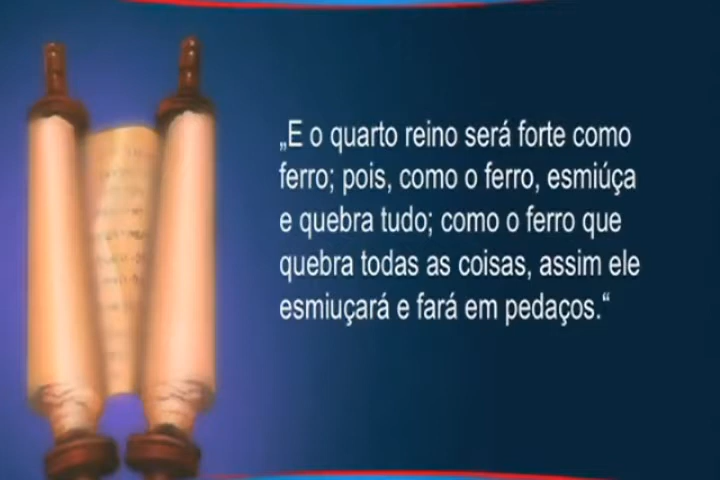 „E o quarto reino será forte como
ferro; pois, como o ferro, esmiúça
e quebra tudo; como o ferro que
quebra todas as coisas, assim ele
esmiuçará e fará em pedaços.“